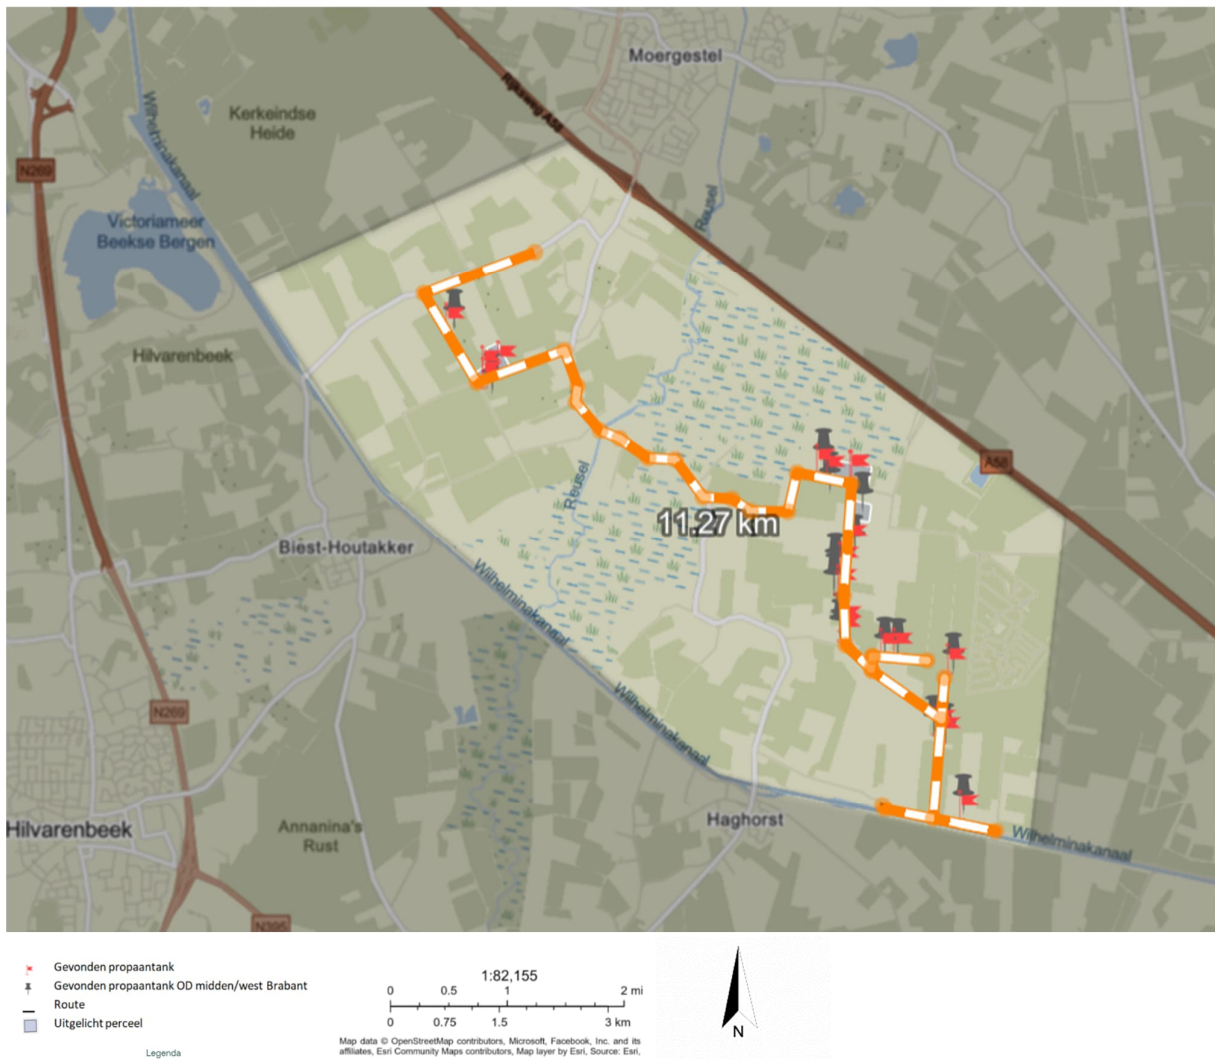 Moergestel
Rijksweg A58
Kerkeindse
Heide
Wilhelminakanaal
N269
Victoriameer
Beekse Bergen
Reusel
Hilvarenbeek
A58
Reusel
11.27 km
Biest-Houtakker
Wilhelminakanaal
Wilhelminakanaal
N269
Haghorst
Hilvarenbeek
Annanina's
Rust
Wilhelminakanaal
N395
Gevonden propaantank
Gevonden propaantank OD midden/west Brabant
Route
Uitgelicht perceel
Legenda
1:82,155
0 0.5 1 2 mi
0 0.75 1.5 3 km
Map data © OpenStreetMap contributors, Microsoft, Facebook, Inc. and its
affiliates, Esri Community Maps contributors, Map layer by Esri, Source: Esri,
N